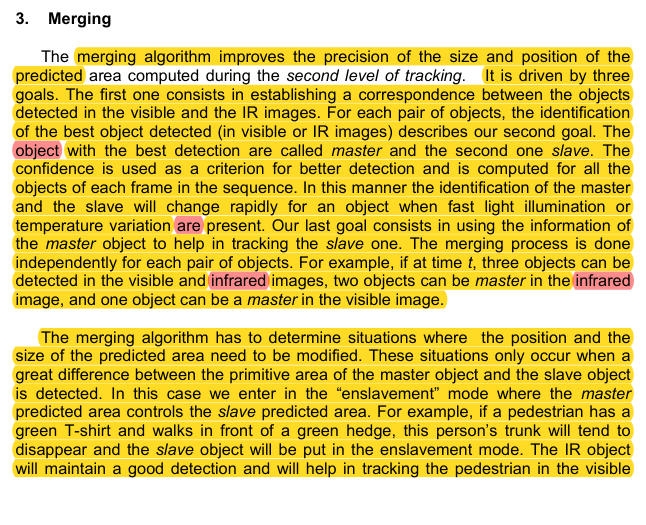 3. Merging
The merging algorithm improves the precision of the size and position of the
predicted area computed during the second level of tracking. It is driven by three
goals. The first one consists in establishing a correspondence between the objects
detected in the visible and the IR images. For each pair of objects, the identification
of the best object detected (in visible or IR images) describes our second goal. The
object with the best detection are called master and the second one slave. The
confidence is used as a criterion for better detection and is computed for all the
objects of each frame in the sequence. In this manner the identification of the master
and the slave will change rapidly for an object when fast light illumination or
temperature variation are present. Our last goal consists in using the information of
the master object to help in tracking the slave one. The merging process is done
independently for each pair of objects. For example, if at time t, three objects can be
detected in the visible and infrared images, two objects can be master in the infrared
image, and one object can be a master in the visible image.
The merging algorithm has to determine situations where the position and the
size of the predicted area need to be modified. These situations only occur when a
great difference between the primitive area of the master object and the slave object
is detected. In this case we enter in the “enslavement” mode where the master
predicted area controls the slave predicted area. For example, if a pedestrian has a
green T-shirt and walks in front of a green hedge, this person’s trunk will tend to
disappear and the slave object will be put in the enslavement mode. The IR object
will maintain a good detection and will help in tracking the pedestrian in the visible